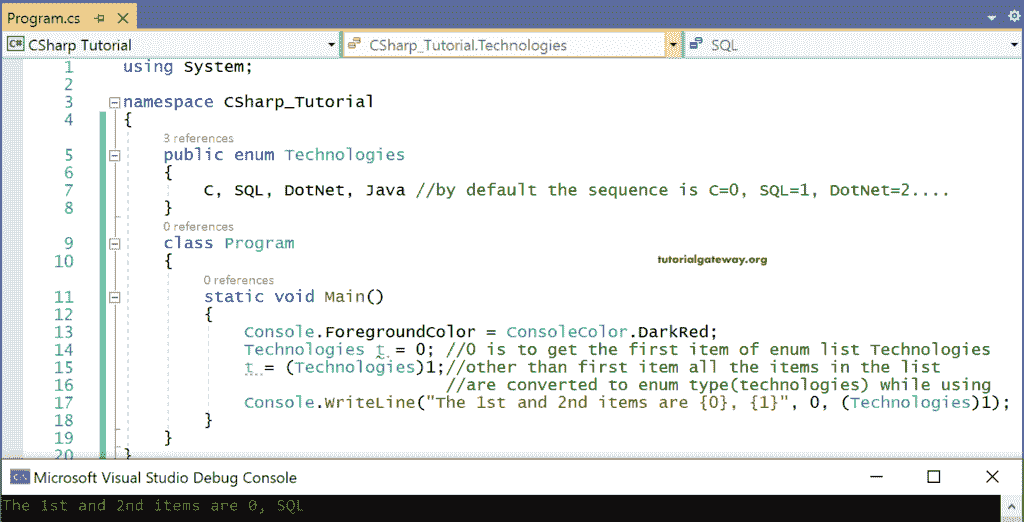 Program.cs
CSharp Tutorial CSharp_Tutorial.Technologies SQL
1 using System;
2
3 namespace CSharp_Tutorial
4 {
3 references
5 public enum Technologies
6 {
7 C, SQL, DotNet, Java //by default the sequence is C=0, SQL=1, DotNet=2....
8 }
0 references
9 class Program
10 {
tutorialgateway.org
0 references
11 static void Main()
12 {
13 Console.ForegroundColor = ConsoleColor.DarkRed;
14 Technologies t = 0; //0 is to get the first item of enum list Technologies
15 t = (Technologies)1;//other than first item all the items in the list
16 //are converted to enum type(technologies) while using
17 Console.WriteLine("The 1st and 2nd items are {0}, {1}", 0, (Technologies)1);
18 }
19 }
20 }
Microsoft Visual Studio Debug Console
The 1st and 2nd items are 0, SQL